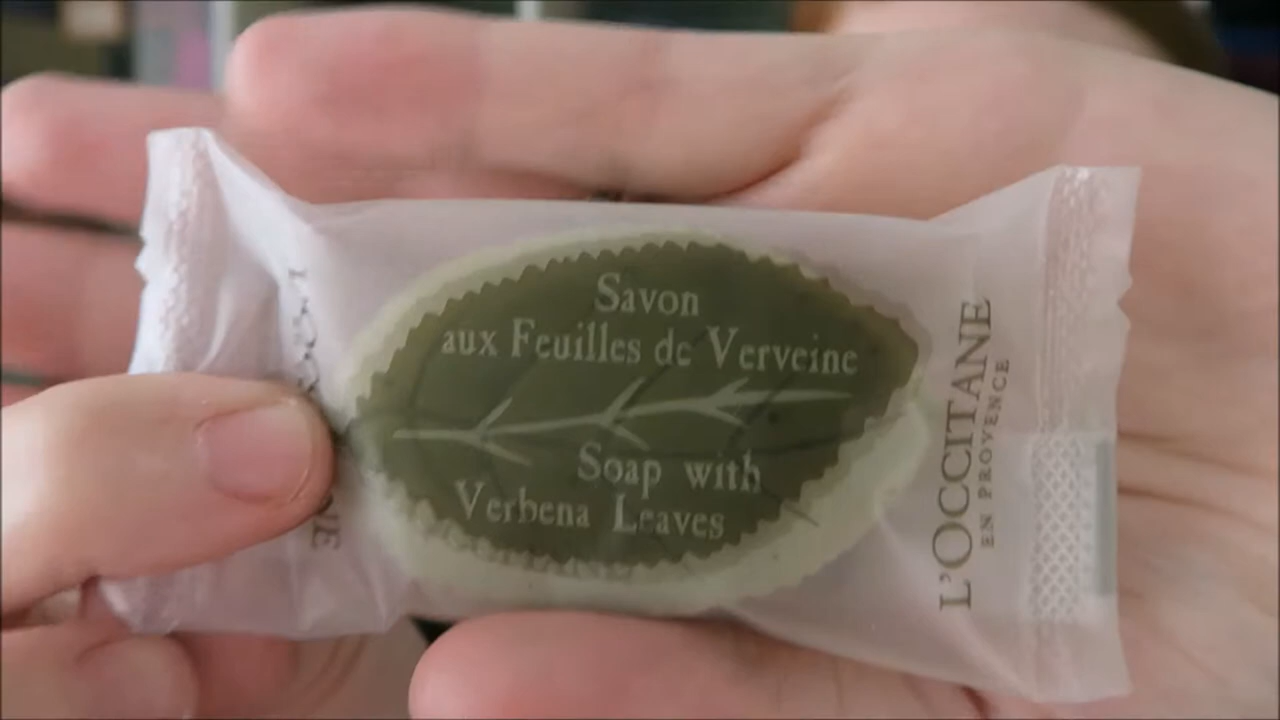 Savon
aux Feuilles de Verveine
Soap with
Verbena Leaves
L'OCCITANE
EN PROVENCE